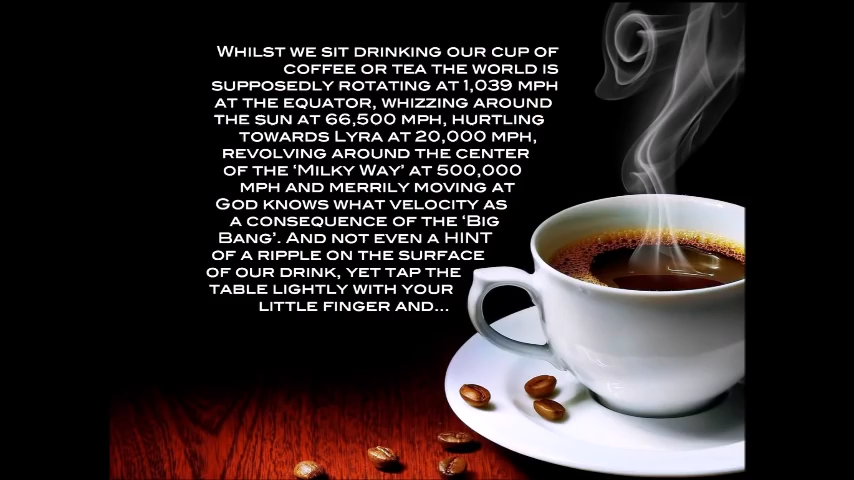 Whilst we sit drinking our cup of
coffee or tea the world is
supposedly rotating at 1,039 mph
at the equator, whizzing around
the sun at 66,500 mph, hurtling
towards Lyra at 20,000 mph,
revolving around the center
of the ‘Milky Way’ at 500,000
mph and merrily moving at
God knows what velocity as
a consequence of the ‘Big
Bang’. And not even a HINT
of a ripple on the surface
of our drink, yet tap the
table lightly with your
little finger and...